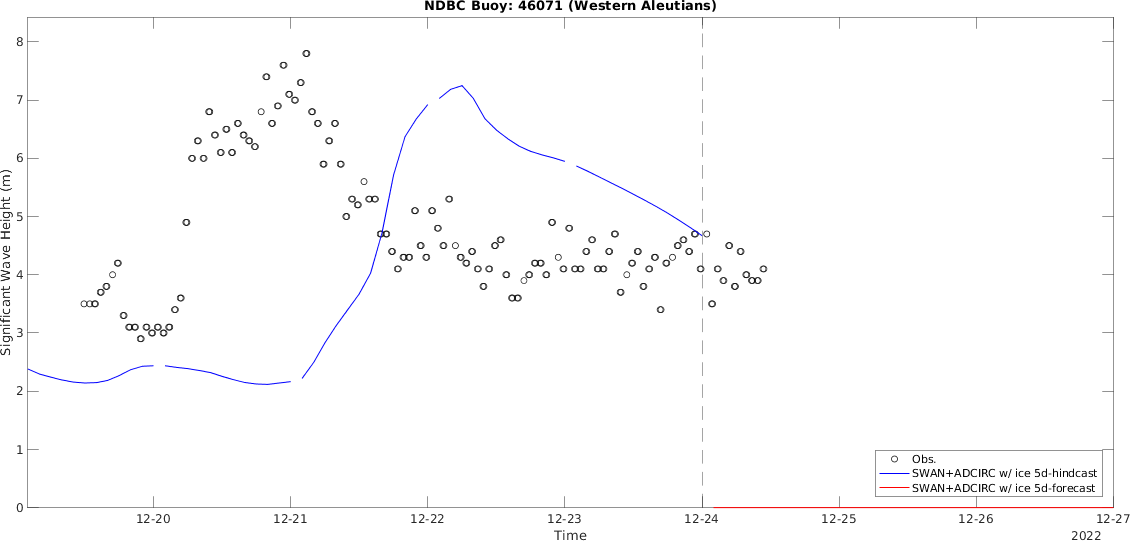 NDBC Buoy: 46071 (Western Aleutians)
Significant Wave Height (m)
8
7
6
5
4
3
2
1
0
Obs.
SWAN+ADCIRC w/ ice 5d-hindcast
SWAN+ADCIRC w/ ice 5d-forecast
12-20 12-21 12-22 12-23 12-24 12-25 12-26 12-27
Time
2022